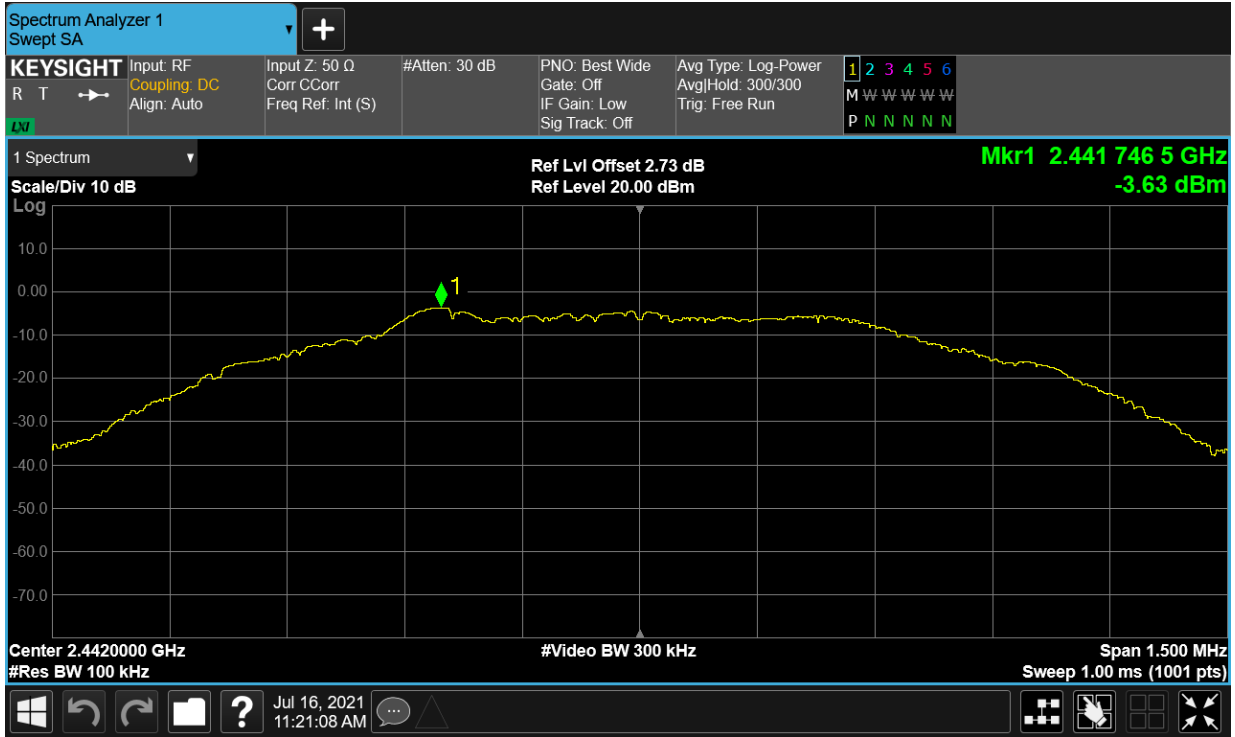 Spectrum Analyzer 1
Swept SA
KEYSIGHT
R T
LXI
Input: RF
Coupling: DC
Align: Auto
Input Z: 50 Ω
Corr CCorr
Freq Ref: Int (S)
#Atten: 30 dB
PNO: Best Wide
Gate: Off
IF Gain: Low
Sig Track: Off
Avg Type: Log-Power
Avg|Hold: 300/300
Trig: Free Run
1 2 3 4 5 6
M W W W W W
P N N N N N
1 Spectrum
Scale/Div 10 dB
Log
Ref Lvl Offset 2.73 dB
Ref Level 20.00 dBm
Mkr1 2.441 746 5 GHz
-3.63 dBm
1
10.0
0.00
-10.0
-20.0
-30.0
-40.0
-50.0
-60.0
-70.0
Center 2.4420000 GHz
#Res BW 100 kHz
#Video BW 300 kHz
Span 1.500 MHz
Sweep 1.00 ms (1001 pts)
?
Jul 16, 2021
11:21:08 AM